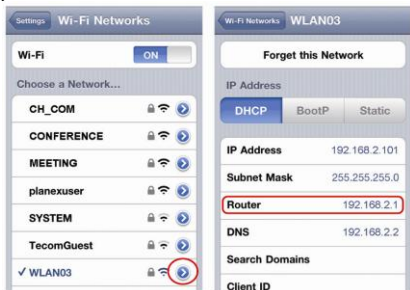 Settings Wi-Fi Networks
Wi-Fi ON
Choose a Network...
CH_COM
CONFERENCE
MEETING
planexuser
SYSTEM
TecomGuest
✓ WLAN03
Wi-Fi Networks WLAN03
Forget this Network
IP Address
DHCP BootP Static
IP Address 192.168.2.101
Subnet Mask 255.255.255.0
Router 192.168.2.1
DNS 192.168.2.2
Search Domains
Client ID